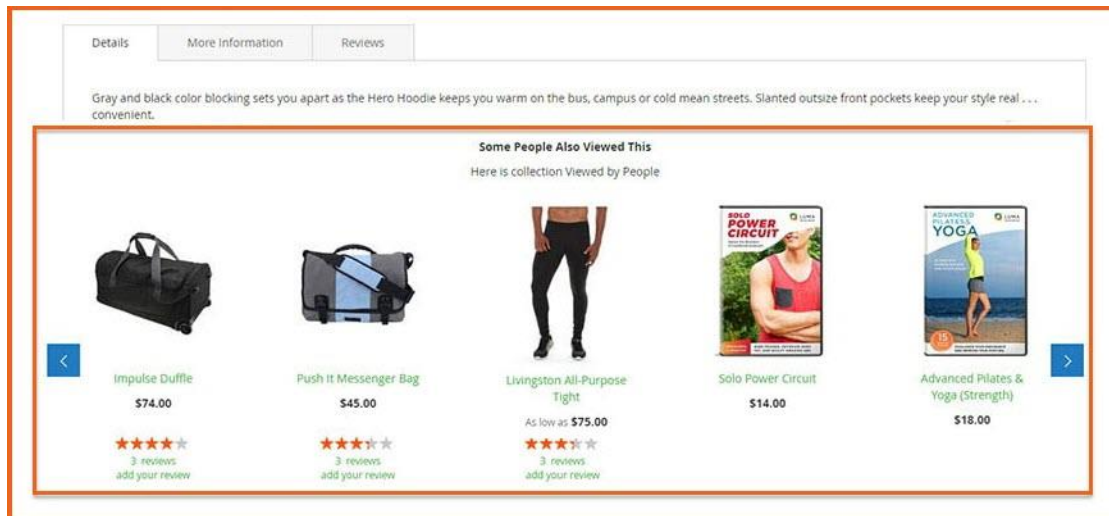 Details
More Information
Reviews
Gray and black color blocking sets you apart as the Hero Hoodie keeps you warm on the bus, campus or cold mean streets. Slanted outsize front pockets keep your style real . . .
convenient.
Some People Also Viewed This
Here is collection Viewed by People
SOLO
POWER
CIRCUIT
LUMA
ADVANCED
PILATES &
YOGA
LUMA
15
Impulse Duffle
Push It Messenger Bag
Livingston All-Purpose
Tight
Solo Power Circuit
Advanced Pilates &
Yoga (Strength)
$74.00
$45.00
As low as $75.00
$14.00
$18.00
3 reviews
add your review
3 reviews
add your review
3 reviews
add your review